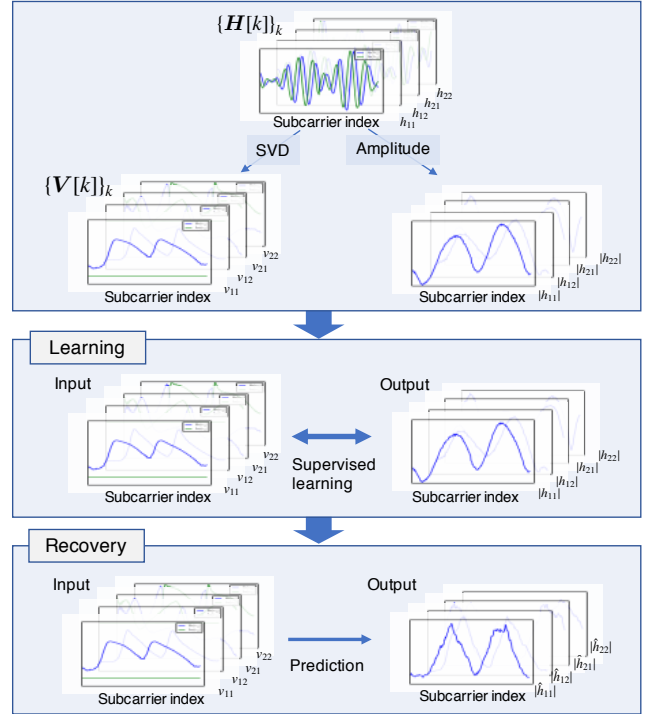 {H[k]}ₖ
Subcarrier index
h₁₁
h₁₂
h₂₁
h₂₂
SVD
Amplitude
{V[k]}ₖ
Subcarrier index
v₁₁
v₁₂
v₂₁
v₂₂
Subcarrier index
|h₁₁|
|h₁₂|
|h₂₁|
|h₂₂|
Learning
Input
Output
Subcarrier index
v₁₁
v₁₂
v₂₁
v₂₂
Supervised
learning
Subcarrier index
|h₁₁|
|h₁₂|
|h₂₁|
|h₂₂|
Recovery
Input
Output
Subcarrier index
v₁₁
v₁₂
v₂₁
v₂₂
Prediction
Subcarrier index
|ĥ₁₁|
|ĥ₁₂|
|ĥ₂₁|
|ĥ₂₂|